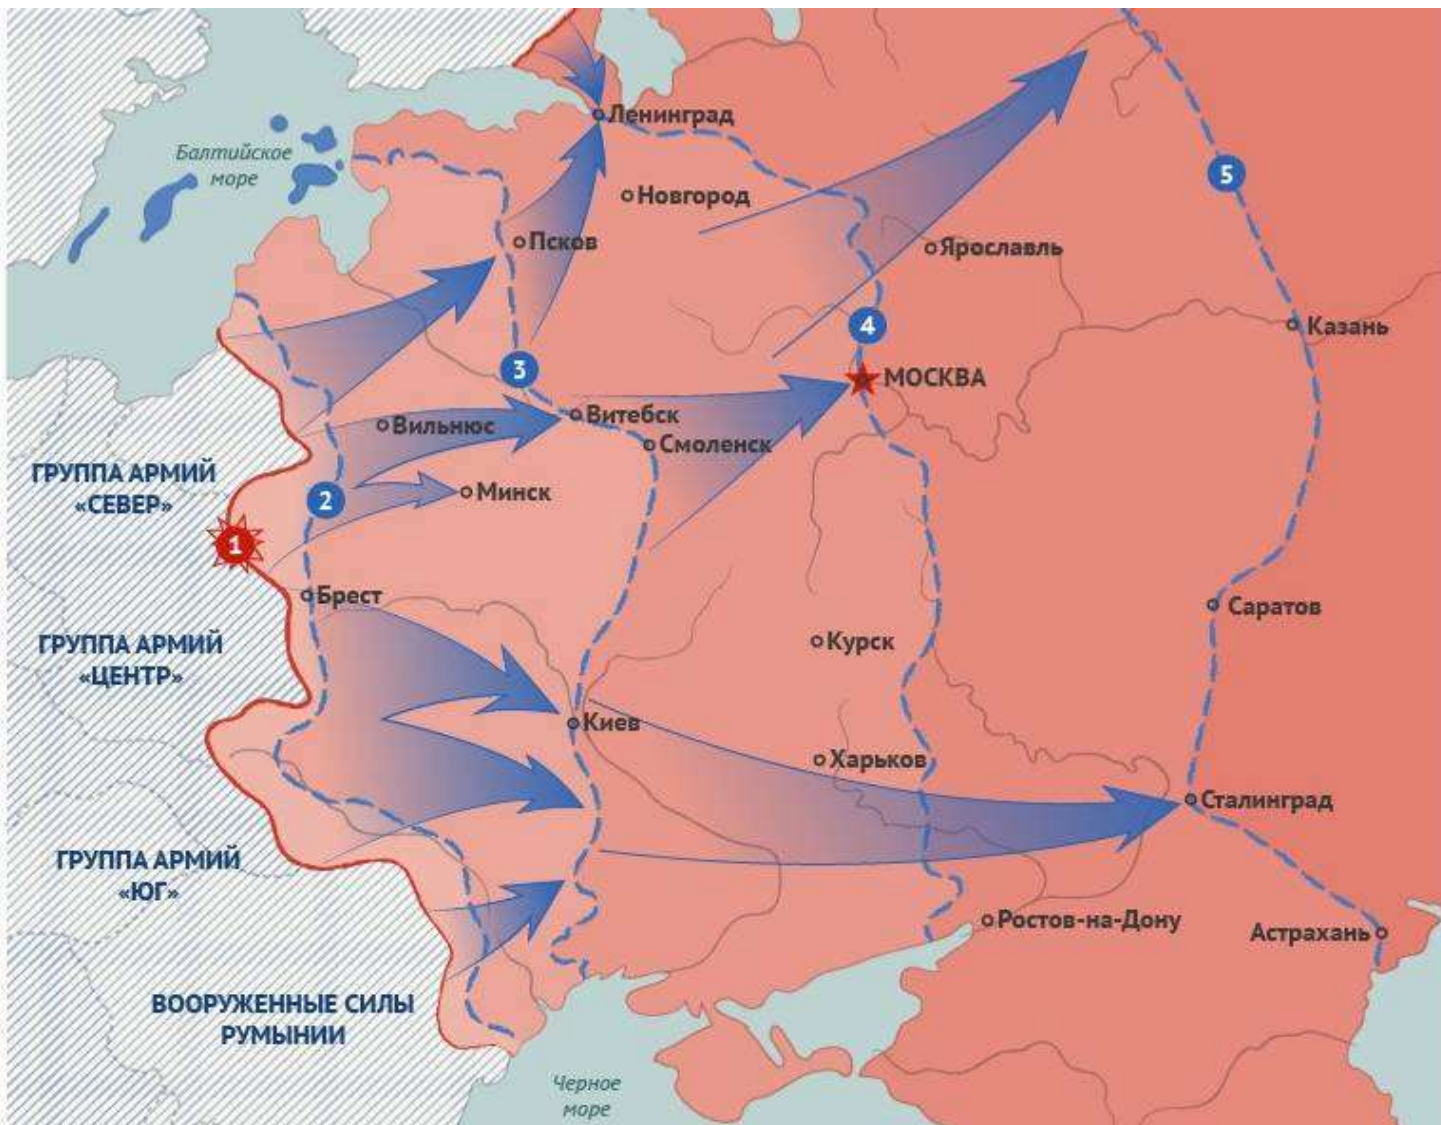 Ленинград
5
Балтийское
море
Новгород
Псков
Ярославль
4
Казань
3
МОСКВА
Витебск
Вильнюс
Смоленск
ГРУППА АРМИЙ
«СЕВЕР»
2
Минск
1
Брест
Саратов
ГРУППА АРМИЙ
«ЦЕНТР»
Курск
Киев
Харьков
Сталинград
ГРУППА АРМИЙ
«ЮГ»
Ростов-на-Дону
Астрахань
ВООРУЖЕННЫЕ СИЛЫ
РУМЫНИИ
Черное
море